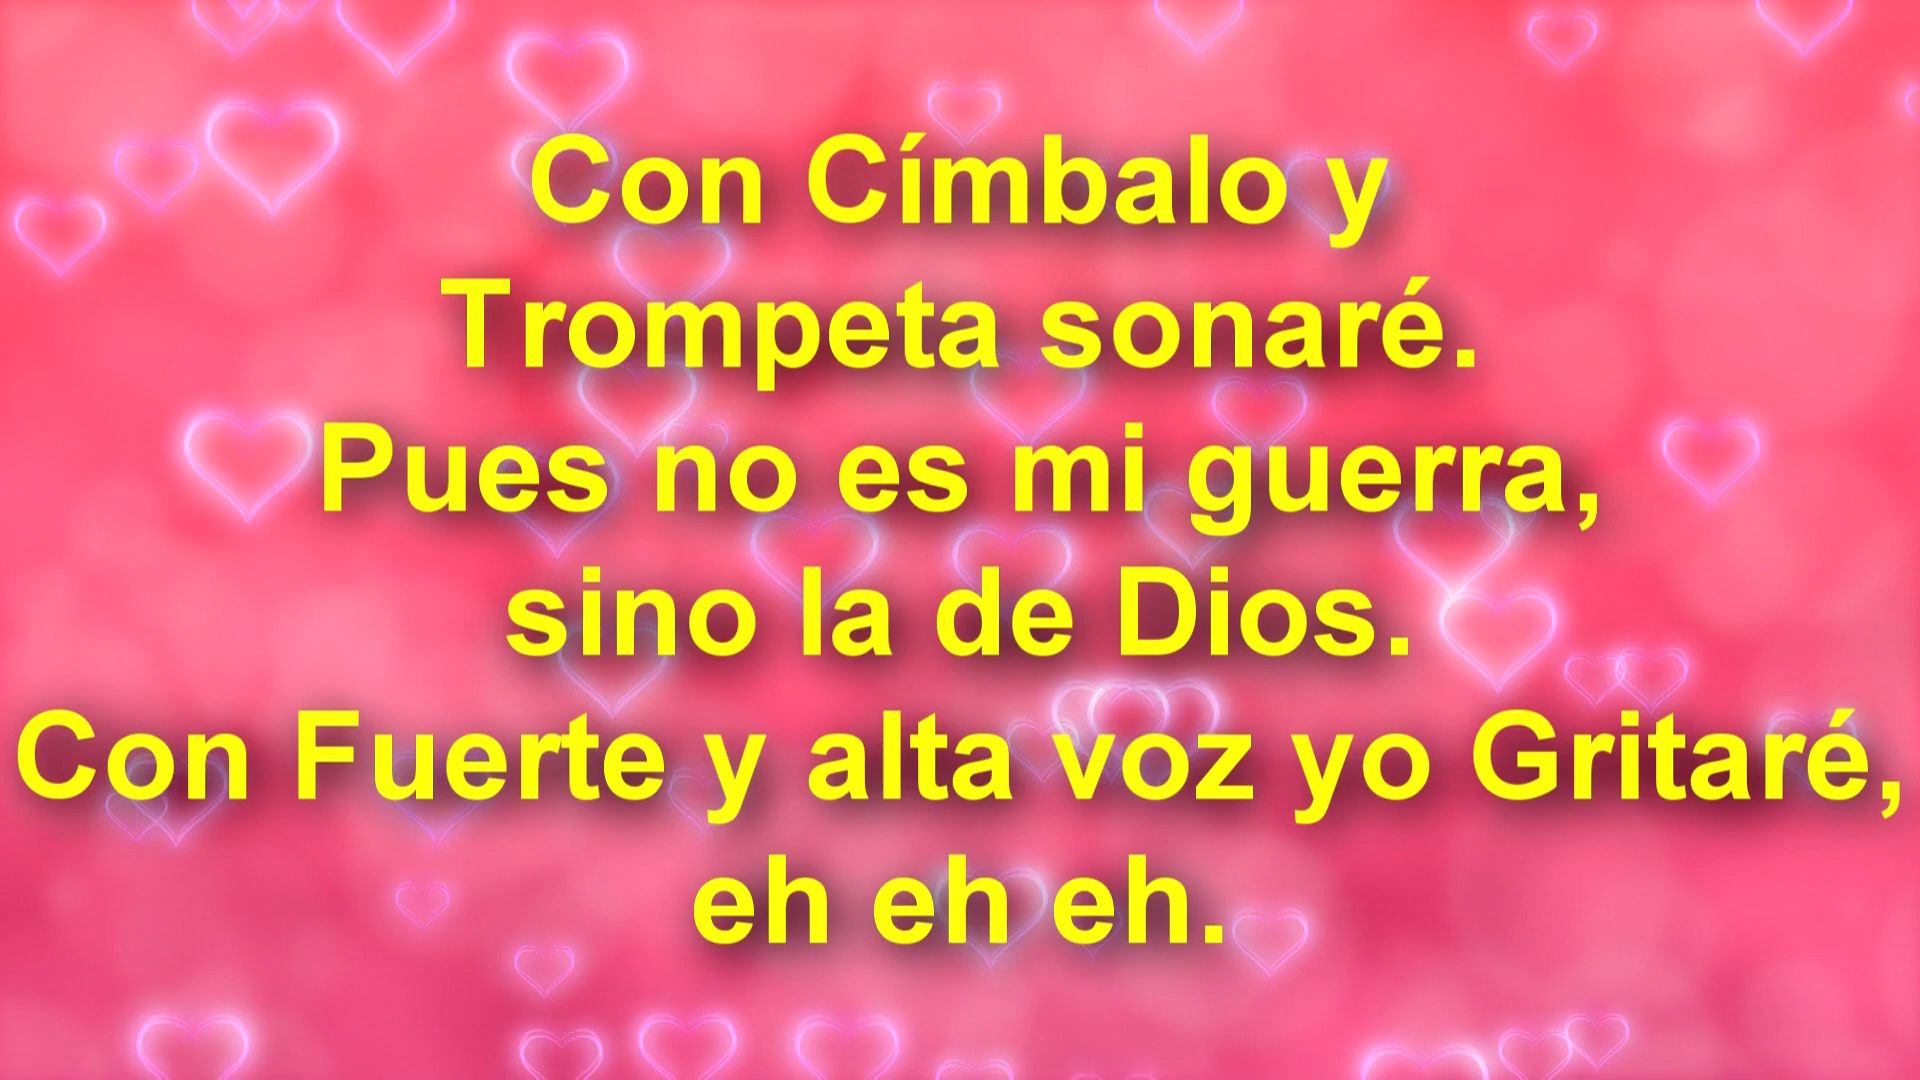 Con Címbalo y
Trompeta sonaré.
Pues no es mi guerra,
sino la de Dios.
Con Fuerte y alta voz yo Gritaré,
eh eh eh.